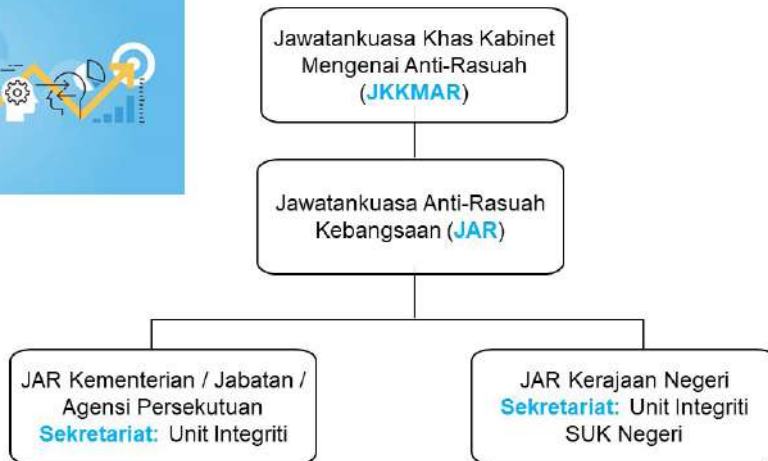 Jawatankuasa Khas Kabinet
Mengenai Anti-Rasuah
(JKKMAR)
Jawatankuasa Anti-Rasuah
Kebangsaan (JAR)
JAR Kementerian / Jabatan /
Agensi Persekutuan
Sekretariat: Unit Integriti
JAR Kerajaan Negeri
Sekretariat: Unit Integriti
SUK Negeri